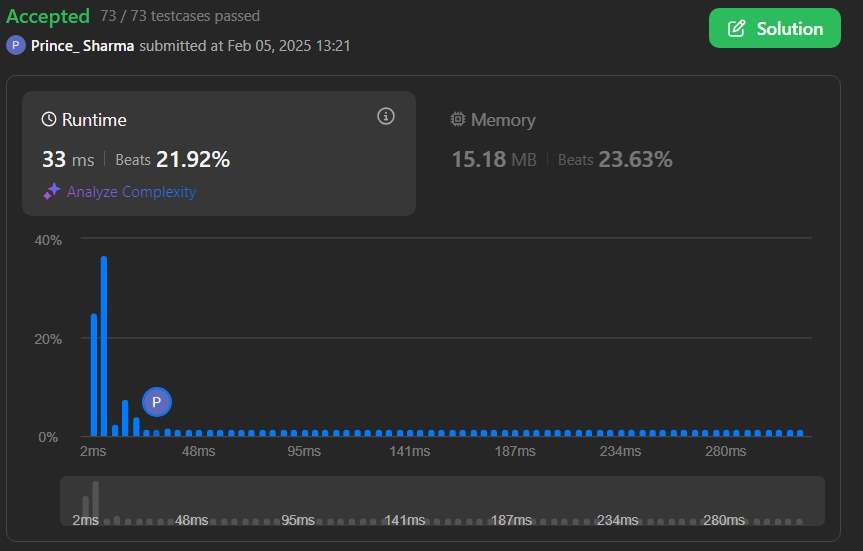 Accepted 73 / 73 testcases passed
P Prince_ Sharma submitted at Feb 05, 2025 13:21
Solution
Runtime
33 ms | Beats 21.92%
Analyze Complexity
Memory
15.18 MB | Beats 23.63%
40%
20%
0%
P
2ms 48ms 95ms 141ms 187ms 234ms 280ms
2ms 48ms 95ms 141ms 187ms 234ms 280ms